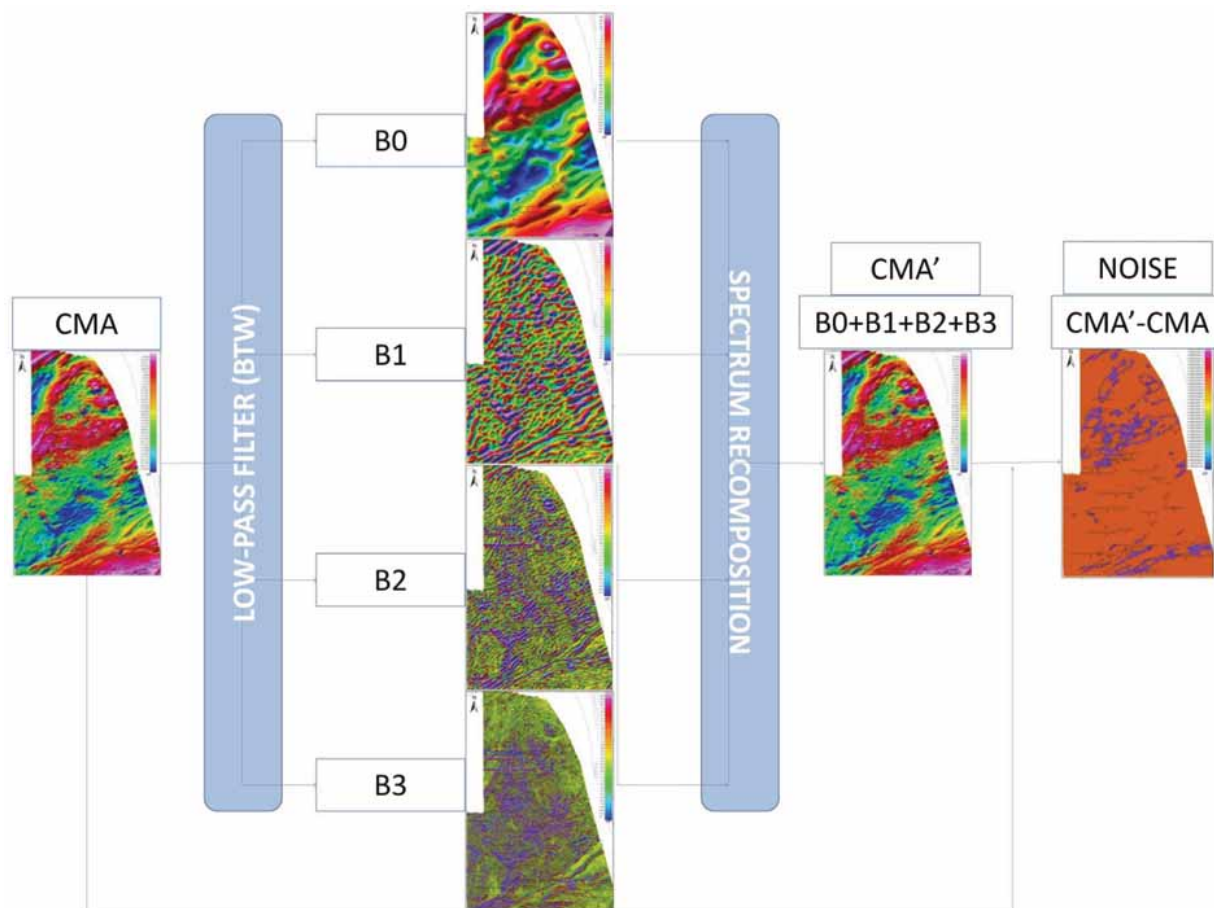 CMA
LOW-PASS FILTER (BTW)
B0
B1
B2
B3
SPECTRUM RECOMPOSITION
CMA’
B0+B1+B2+B3
NOISE
CMA’-CMA